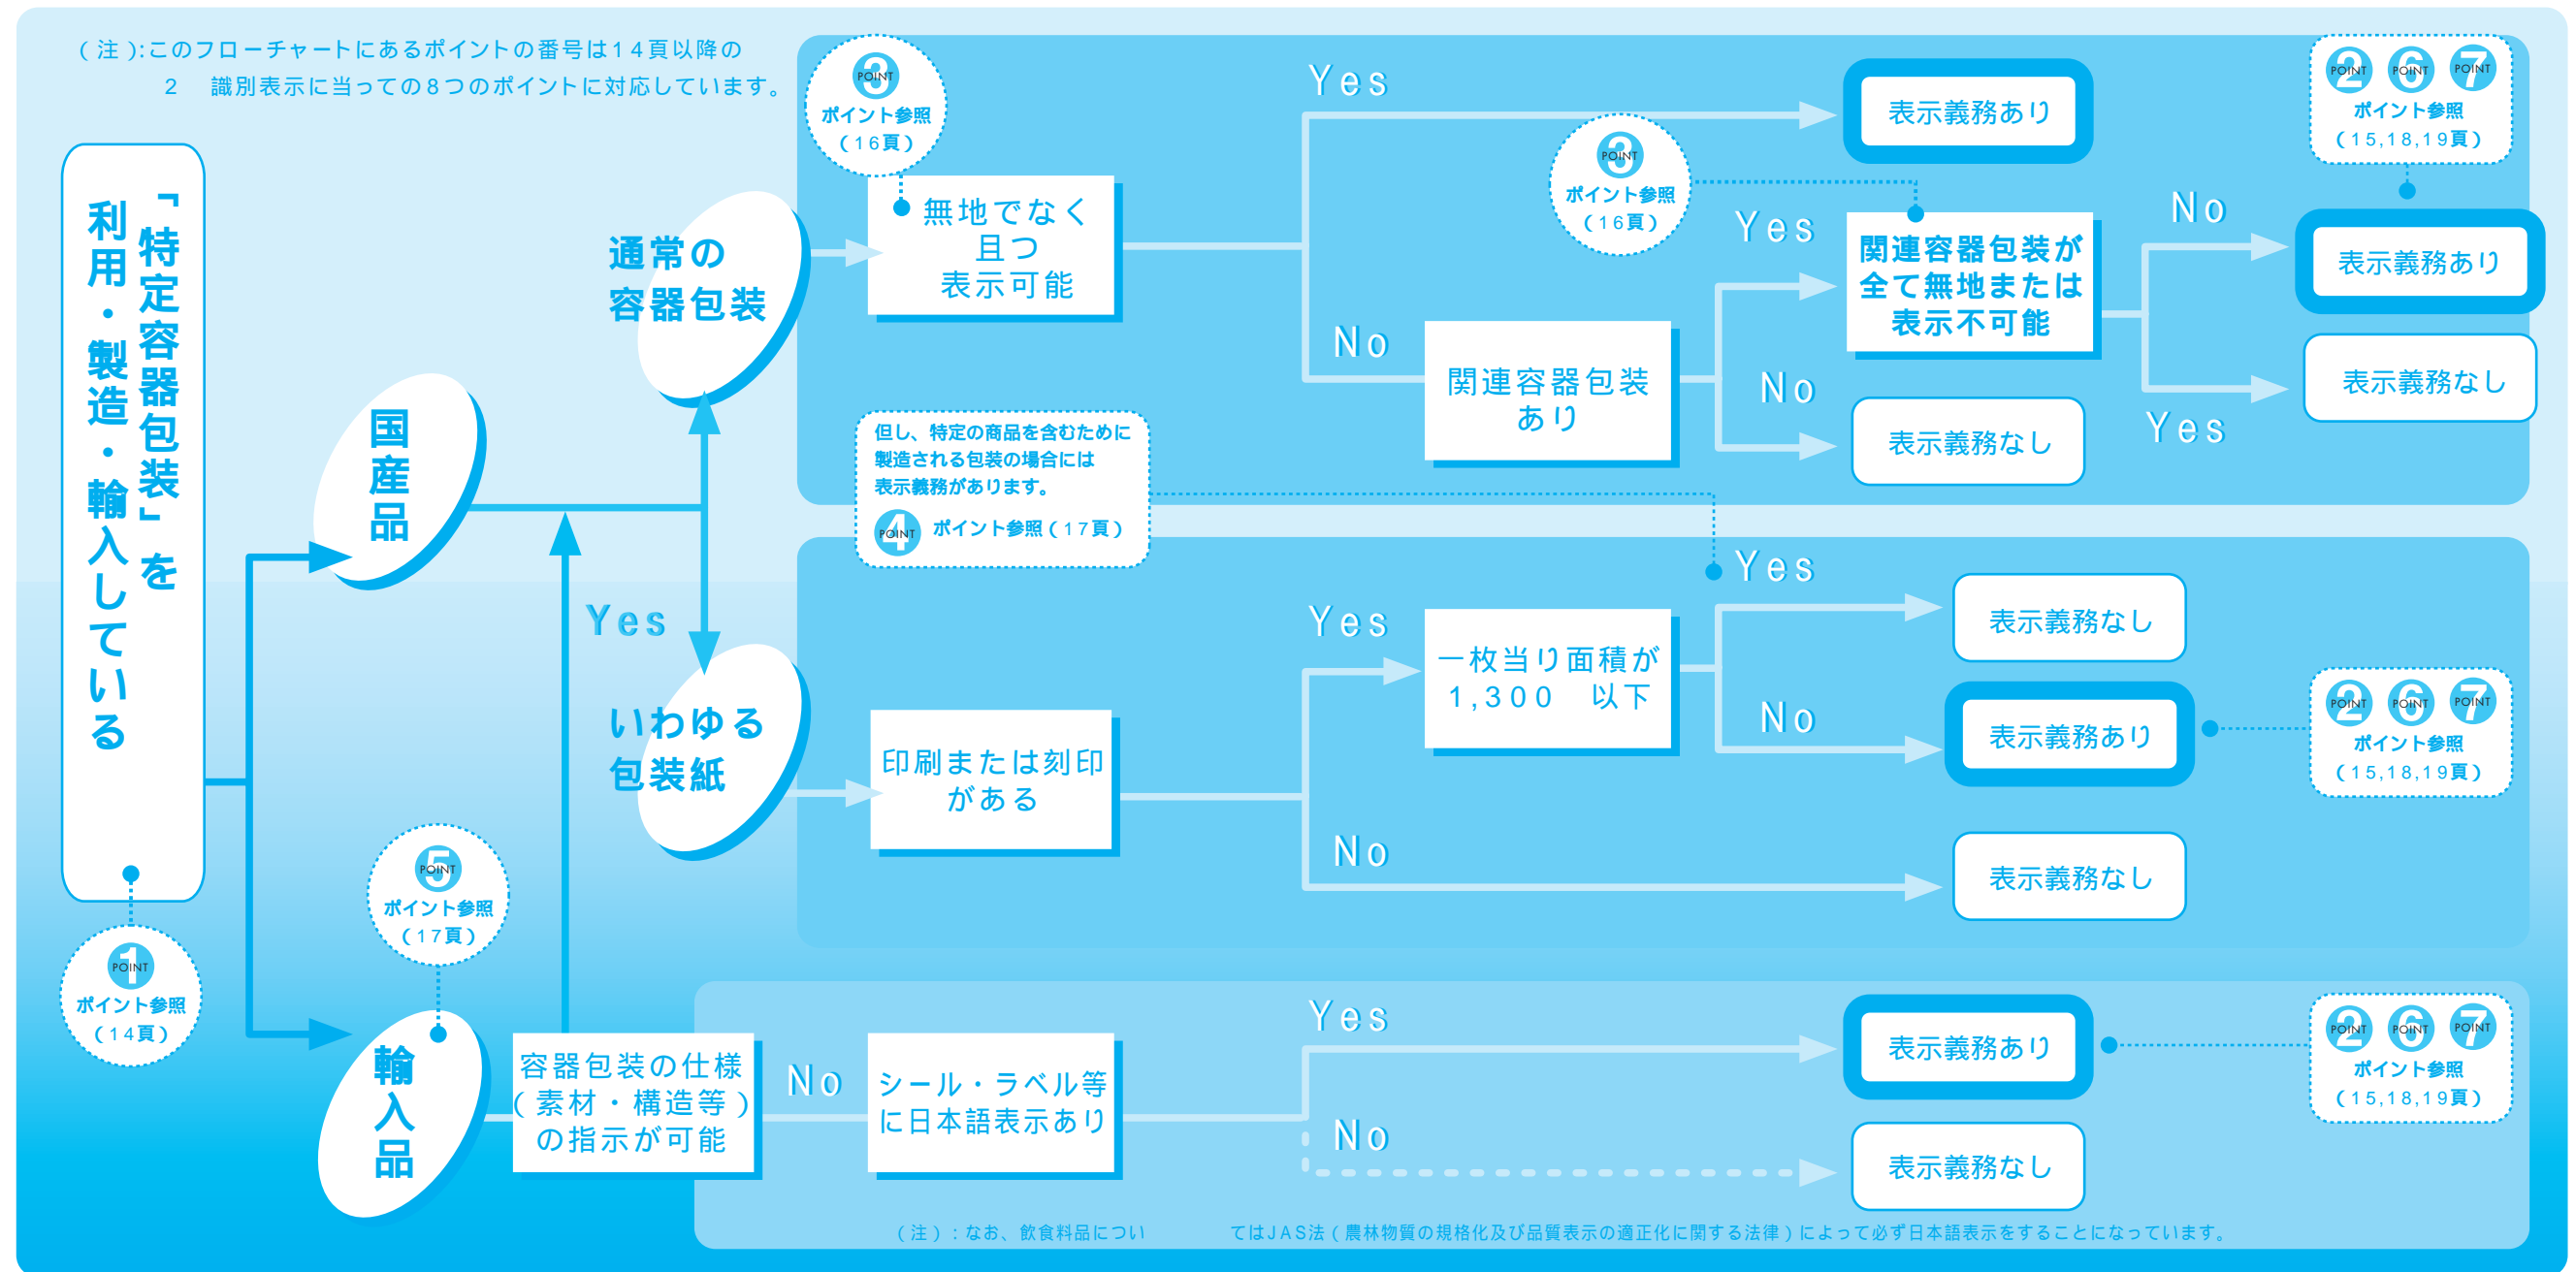 （注）:このフローチャートにあるポイントの番号は14頁以降の
2 識別表示に当っての8つのポイントに対応しています。
「特定容器包装」を
利用・製造・輸入している
1 POINT
ポイント参照
（14頁）
国産品
輸入品
5 POINT
ポイント参照
（17頁）
Yes
通常の
容器包装
いわゆる
包装紙
3 POINT
ポイント参照
（16頁）
無地でなく
且つ
表示可能
Yes
表示義務あり
No
関連容器包装
あり
3 POINT
ポイント参照
（16頁）
Yes
関連容器包装が
全て無地または
表示不可能
No
表示義務なし
No
表示義務あり
2 POINT 6 POINT 7 POINT
ポイント参照
（15,18,19頁）
Yes
表示義務なし
但し、特定の商品を含むために
製造される包装の場合には
表示義務があります。
4 POINT ポイント参照（17頁）
印刷または刻印
がある
Yes
一枚当り面積が
1,300 以下
Yes
表示義務なし
No
表示義務あり
2 POINT 6 POINT 7 POINT
ポイント参照
（15,18,19頁）
No
表示義務なし
容器包装の仕様
（素材・構造等）
の指示が可能
No
シール・ラベル等
に日本語表示あり
Yes
表示義務あり
2 POINT 6 POINT 7 POINT
ポイント参照
（15,18,19頁）
No
表示義務なし
（注）：なお、飲食料品につい てはJAS法（農林物質の規格化及び品質表示の適正化に関する法律）によって必ず日本語表示をすることになっています。